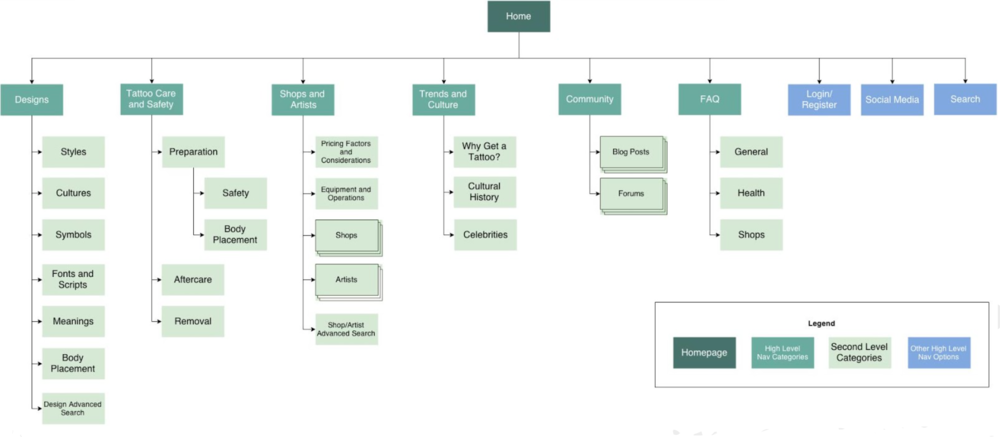 Home
Designs
Tattoo Care
and Safety
Shops and
Artists
Trends and
Culture
Community
FAQ
Login/
Register
Social Media
Search
Styles
Cultures
Symbols
Fonts and
Scripts
Meanings
Body
Placement
Design Advanced
Search
Preparation
Safety
Body
Placement
Aftercare
Removal
Pricing Factors
and
Considerations
Equipment and
Operations
Shops
Artists
Shop/Artist
Advanced Search
Why Get a
Tattoo?
Cultural
History
Celebrities
Blog Posts
Forums
General
Health
Shops
Legend
Homepage
High Level
Nav Categories
Second Level
Categories
Other High Level
Nav Options